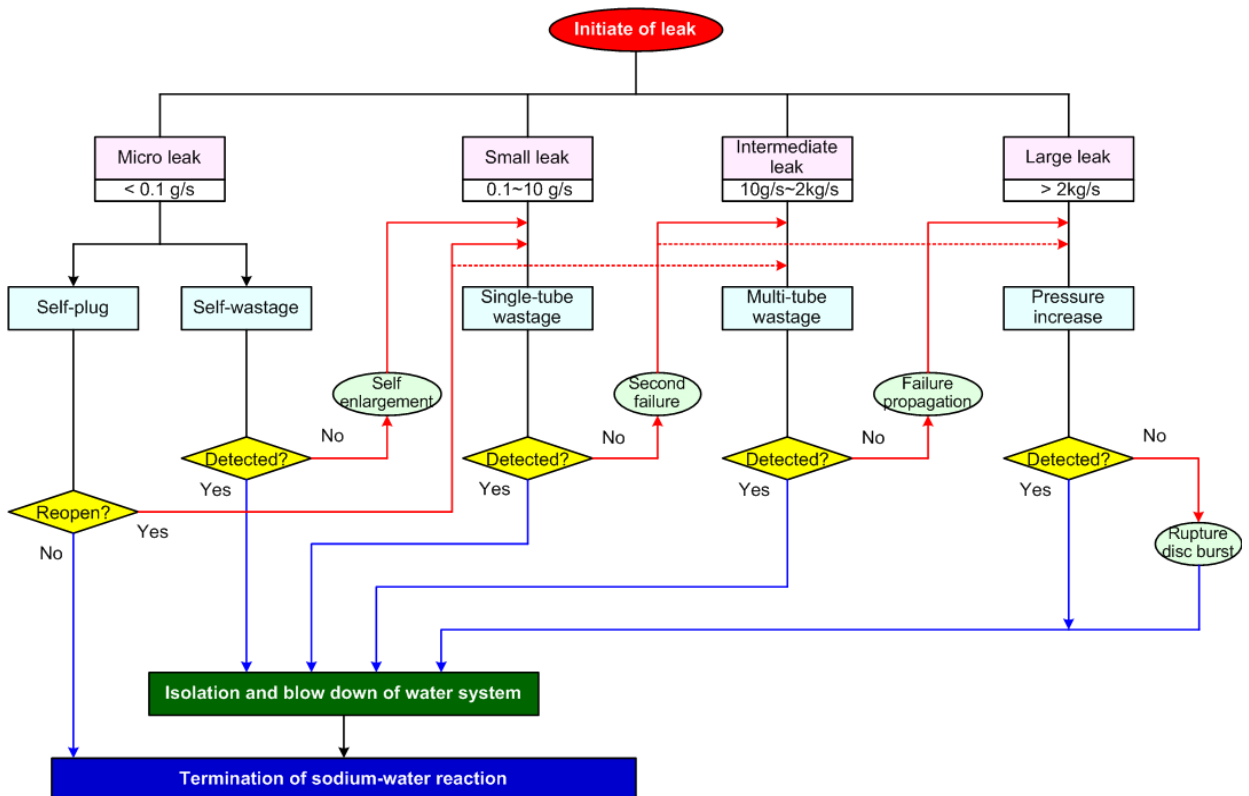 Initiate of leak
Micro leak
< 0.1 g/s
Small leak
0.1~10 g/s
Intermediate
leak
10g/s~2kg/s
Large leak
> 2kg/s
Self-plug
Self-wastage
Single-tube
wastage
Multi-tube
wastage
Pressure
increase
Self
enlargement
Second
failure
Failure
propagation
No
No
No
No
Detected?
Detected?
Detected?
Detected?
Yes
Yes
Yes
Yes
Reopen?
Yes
No
Rupture
disc burst
Isolation and blow down of water system
Termination of sodium-water reaction